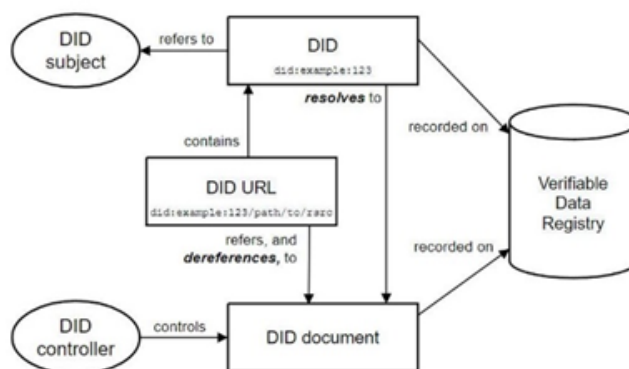 DID
subject
refers to
DID
did:example:123
resolves to
recorded on
contains
DID URL
did:example:123/path/to/rsrc
Verifiable
Data
Registry
refers, and
dereferences, to
recorded on
DID
controller
controls
DID document